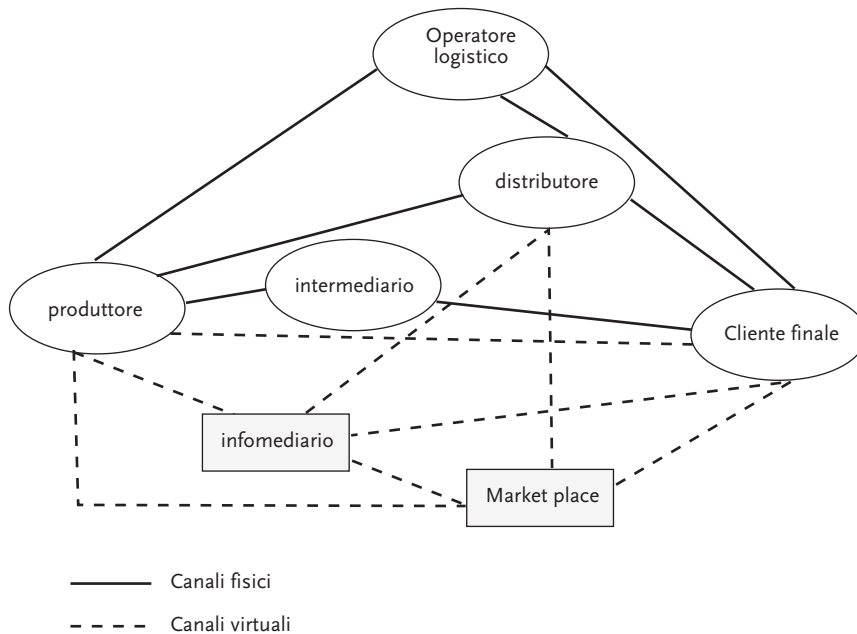 Operatore
logistico
distributore
intermediario
produttore
Cliente finale
infomediario
Market place
Canali fisici
Canali virtuali